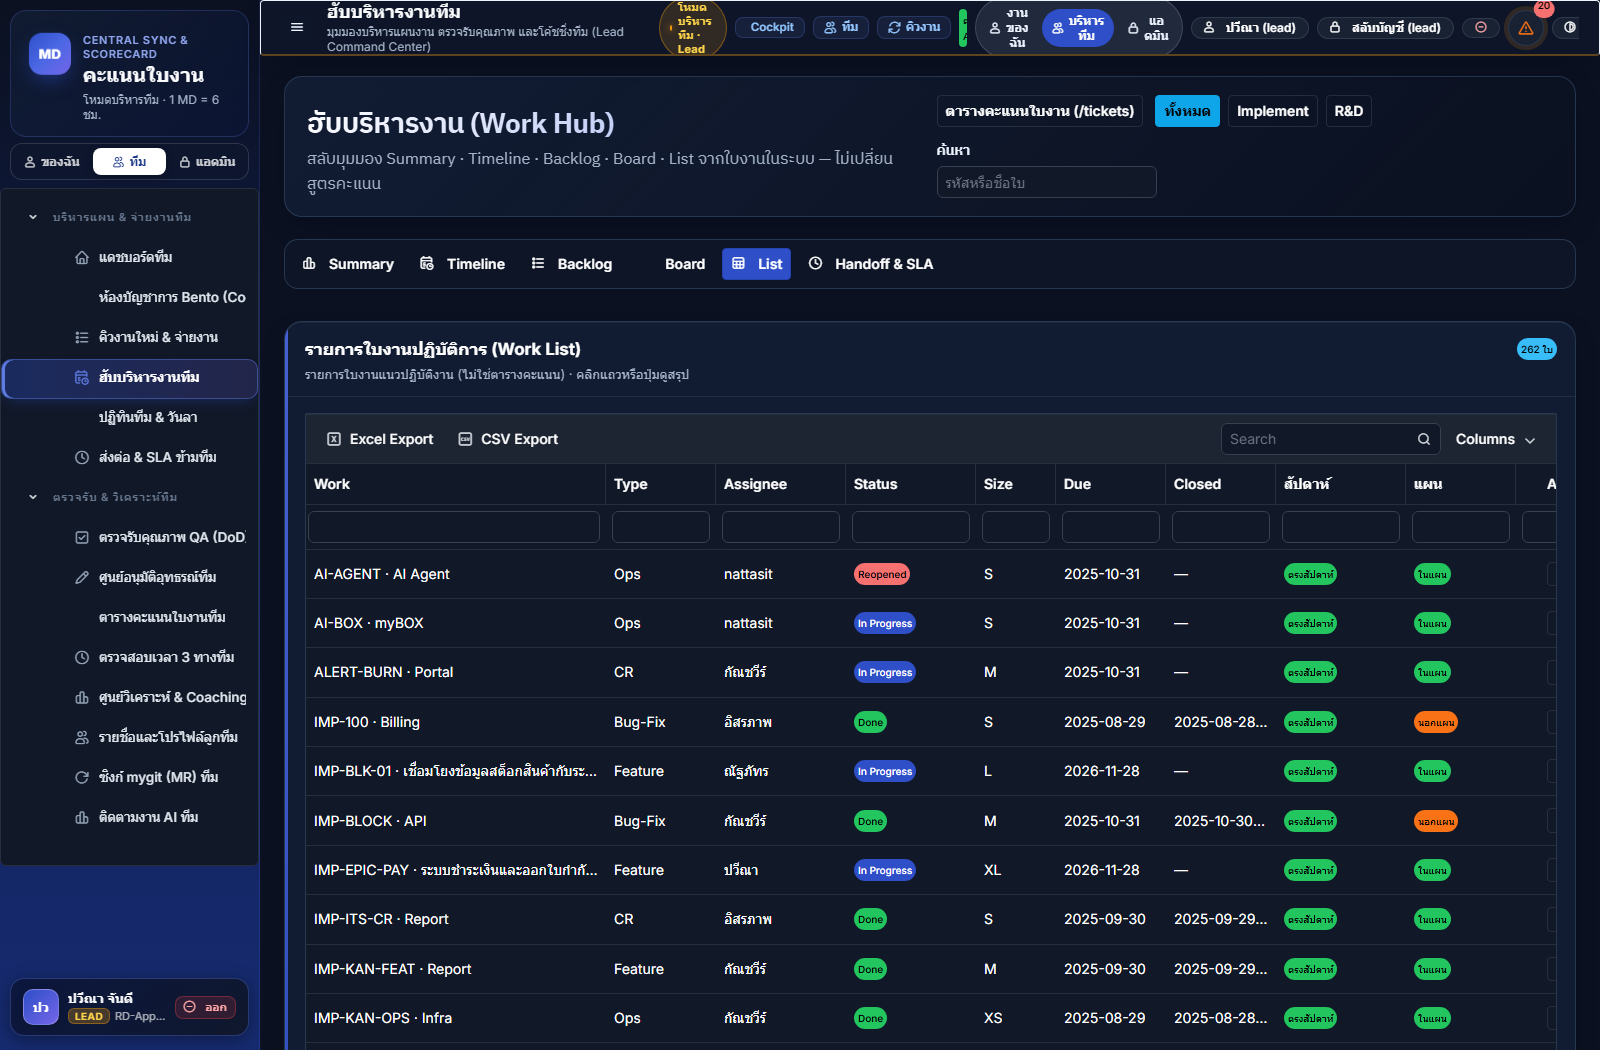 MD
CENTRAL SYNC &
SCORECARD
คะแนนใบงาน
โหมดบริหารทีม · 1 MD = 6
ชม.
ของฉัน
ทีม
แอดมิน
บริหารแผน & จ่ายงานทีม
แดชบอร์ดทีม
ห้องบัญชาการ Bento (Co
คิวงานใหม่ & จ่ายงาน
ฮับบริหารงานทีม
ปฏิทินทีม & วันลา
ส่งต่อ & SLA ข้ามทีม
ตรวจรับ & วิเคราะห์ทีม
ตรวจรับคุณภาพ QA (DoD)
ศูนย์อนุมัติอุทธรณ์ทีม
ตารางคะแนนใบงานทีม
ตรวจสอบเวลา 3 ทางทีม
ศูนย์วิเคราะห์ & Coaching
รายชื่อและโปรไฟล์ลูกทีม
ซิงก์ mygit (MR) ทีม
ติดตามงาน AI ทีม
ปว
ปวีณา จันดี
LEAD RD-App...
ออก
ฮับบริหารงานทีม
มุมมองบริหารแผนงาน ตรวจรับคุณภาพ และโค้ชชิ่งทีม (Lead
Command Center)
โหมด
บริหาร
ทีม ·
Lead
Cockpit
ทีม
คิวงาน
งาน
ของ
ฉัน
บริหาร
ทีม
แอ
ดมิน
ปวีณา (lead)
สลับบัญชี (lead)
20
ฮับบริหารงาน (Work Hub)
สลับมุมมอง Summary · Timeline · Backlog · Board · List จากใบงานในระบบ — ไม่เปลี่ยน
สูตรคะแนน
ตารางคะแนนใบงาน (/tickets)
ทั้งหมด
Implement
R&D
ค้นหา
รหัสหรือชื่อใบ
Summary
Timeline
Backlog
Board
List
Handoff & SLA
รายการใบงานปฏิบัติการ (Work List)
รายการใบงานแนวปฏิบัติงาน (ไม่ใช่ตารางคะแนน) · คลิกแถวหรือปุ่มดูสรุป
262 ใบ
Excel Export
CSV Export
Search
Columns
Work Type Assignee Status Size Due Closed สัปดาห์ แผน A
AI-AGENT · AI Agent Ops nattasit Reopened S 2025-10-31 — ตรงสัปดาห์ ในแผน
AI-BOX · myBOX Ops nattasit In Progress S 2025-10-31 — ตรงสัปดาห์ ในแผน
ALERT-BURN · Portal CR กัณชวีร์ In Progress M 2025-10-31 — ตรงสัปดาห์ ในแผน
IMP-100 · Billing Bug-Fix อิสรภาพ Done S 2025-08-29 2025-08-28... ตรงสัปดาห์ นอกแผน
IMP-BLK-01 · เชื่อมโยงข้อมูลสต็อกสินค้ากับระ... Feature ณัฐภัทร In Progress L 2026-11-28 — ตรงสัปดาห์ ในแผน
IMP-BLOCK · API Bug-Fix กัณชวีร์ Done M 2025-10-31 2025-10-30... ตรงสัปดาห์ นอกแผน
IMP-EPIC-PAY · ระบบชำระเงินและออกใบกำกั... Feature ปวีณา In Progress XL 2026-11-28 — ตรงสัปดาห์ ในแผน
IMP-ITS-CR · Report CR อิสรภาพ Done S 2025-09-30 2025-09-29... ตรงสัปดาห์ ในแผน
IMP-KAN-FEAT · Report Feature กัณชวีร์ Done M 2025-09-30 2025-09-29... ตรงสัปดาห์ ในแผน
IMP-KAN-OPS · Infra Ops กัณชวีร์ Done XS 2025-08-29 2025-08-28... ตรงสัปดาห์ ในแผน